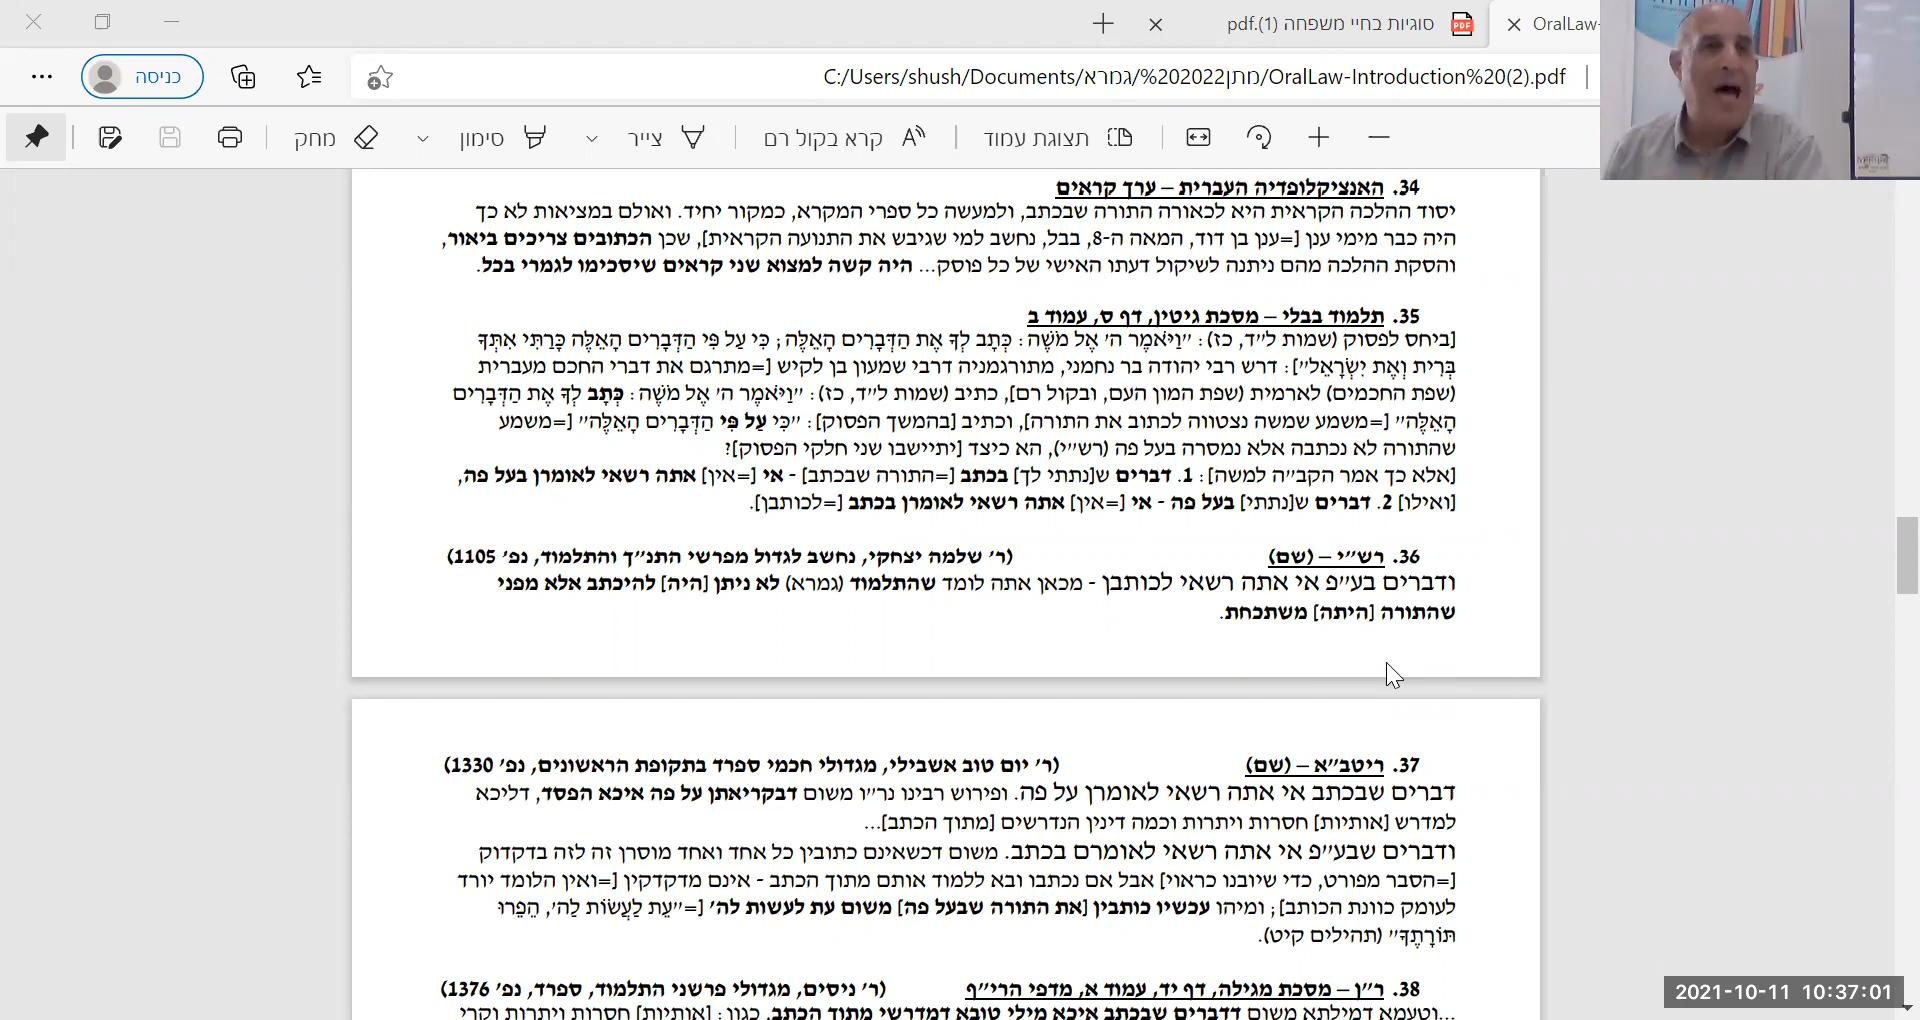 סוגיות בחיי משפחה (1).pdf
OralLaw-
כניסה
C:/Users/shush/Documents/גמרא/%202022מתן/OralLaw-Introduction%20(2).pdf
תצוגת עמוד
קרא בקול רם
צייר
סימון
מחק
34. האנציקלופדיה העברית – ערך קראים
יסוד ההלכה הקראית היא לכאורה התורה שבכתב, ולמעשה כל ספרי המקרא, כמקור יחיד. ואולם במציאות לא כך
היה כבר מימי ענן [=ענן בן דוד, המאה ה-8, בבל, נחשב למי שגיבש את התנועה הקראית], שכן הכתובים צריכים ביאור,
והסקת ההלכה מהם ניתנה לשיקול דעתו האישי של כל פוסק... היה קשה למצוא שני קראים שיסכימו לגמרי בכל.
35. תלמוד בבלי – מסכת גיטין, דף ס, עמוד ב
[ביחס לפסוק (שמות ל״ד, כז): ״וַיֹּאמֶר ה׳ אֶל מֹשֶׁה: כְּתָב לְךָ אֶת הַדְּבָרִים הָאֵלֶּה; כִּי עַל פִּי הַדְּבָרִים הָאֵלֶּה כָּרַתִּי אִתְּךָ
בְּרִית וְאֶת יִשְׂרָאֵל״]: דרש רבי יהודה בר נחמני, מתורגמניה דרבי שמעון בן לקיש [=מתרגם את דברי החכם מעברית
(שפת החכמים) לארמית (שפת המון העם, ובקול רם], כתיב (שמות ל״ד, כז): ״וַיֹּאמֶר ה׳ אֶל מֹשֶׁה: כְּתָב לְךָ אֶת הַדְּבָרִים
הָאֵלֶּה״ [=משמע שמשה נצטווה לכתוב את התורה], וכתיב [בהמשך הפסוק]: ״כִּי עַל פִּי הַדְּבָרִים הָאֵלֶּה״ [=משמע
שהתורה לא נכתבה אלא נמסרה בעל פה (רש״י), הא כיצד [יתיישבו שני חלקי הפסוק]?
[אלא כך אמר הקב״ה למשה]: 1. דברים ש[נתתי לך] בכתב [=התורה שבכתב] - אי [=אין] אתה רשאי לאומרן בעל פה,
[ואילו] 2. דברים ש[נתתי] בעל פה - אי [=אין] אתה רשאי לאומרן בכתב [=לכותבן].
36. רש״י – (שם) (ר׳ שלמה יצחקי, נחשב לגדול מפרשי התנ״ך והתלמוד, נפ׳ 1105)
ודברים בע״פ אי אתה רשאי לכותבן - מכאן אתה לומד שהתלמוד (גמרא) לא ניתן [היה] להיכתב אלא מפני
שהתורה [היתה] משתכחת.
37. ריטב״א – (שם) (ר׳ יום טוב אשבילי, מגדולי חכמי ספרד בתקופת הראשונים, נפ׳ 1330)
דברים שבכתב אי אתה רשאי לאומרן על פה. ופירוש רבינו נר״ו משום דבקריאתן על פה איכא הפסד, דליכא
למדרש [אותיות] חסרות ויתרות וכמה דינין הנדרשים [מתוך הכתב]...
ודברים שבע״פ אי אתה רשאי לאומרם בכתב. משום דכשאינם כתובין כל אחד ואחד מוסרן זה לזה בדקדוק
[=הסבר מפורט, כדי שיובנו כראוי] אבל אם נכתבו ובא ללמוד אותם מתוך הכתב - אינם מדקדקין [=ואין הלומד יורד
לעומק כוונת הכותב]; ומיהו עכשיו כותבין [את התורה שבעל פה] משום עת לעשות לה׳ [=״עֵת לַעֲשׂוֹת לַה׳, הֵפֵרוּ
תּוֹרָתֶךָ״ (תהילים קיט).
38. ר״ן – מסכת מגילה, דף יד, עמוד א, מדפי הרי״ף (ר׳ ניסים, מגדולי פרשני התלמוד, ספרד, נפ׳ 1376)
...וטעמא דמילתא משום דדברים שבכתב איכא מילי טובא דמדרשי מתוך הכתב, כגון: [אותיות] חסרות ויתרות וקרי
2021-10-11 10:37:01